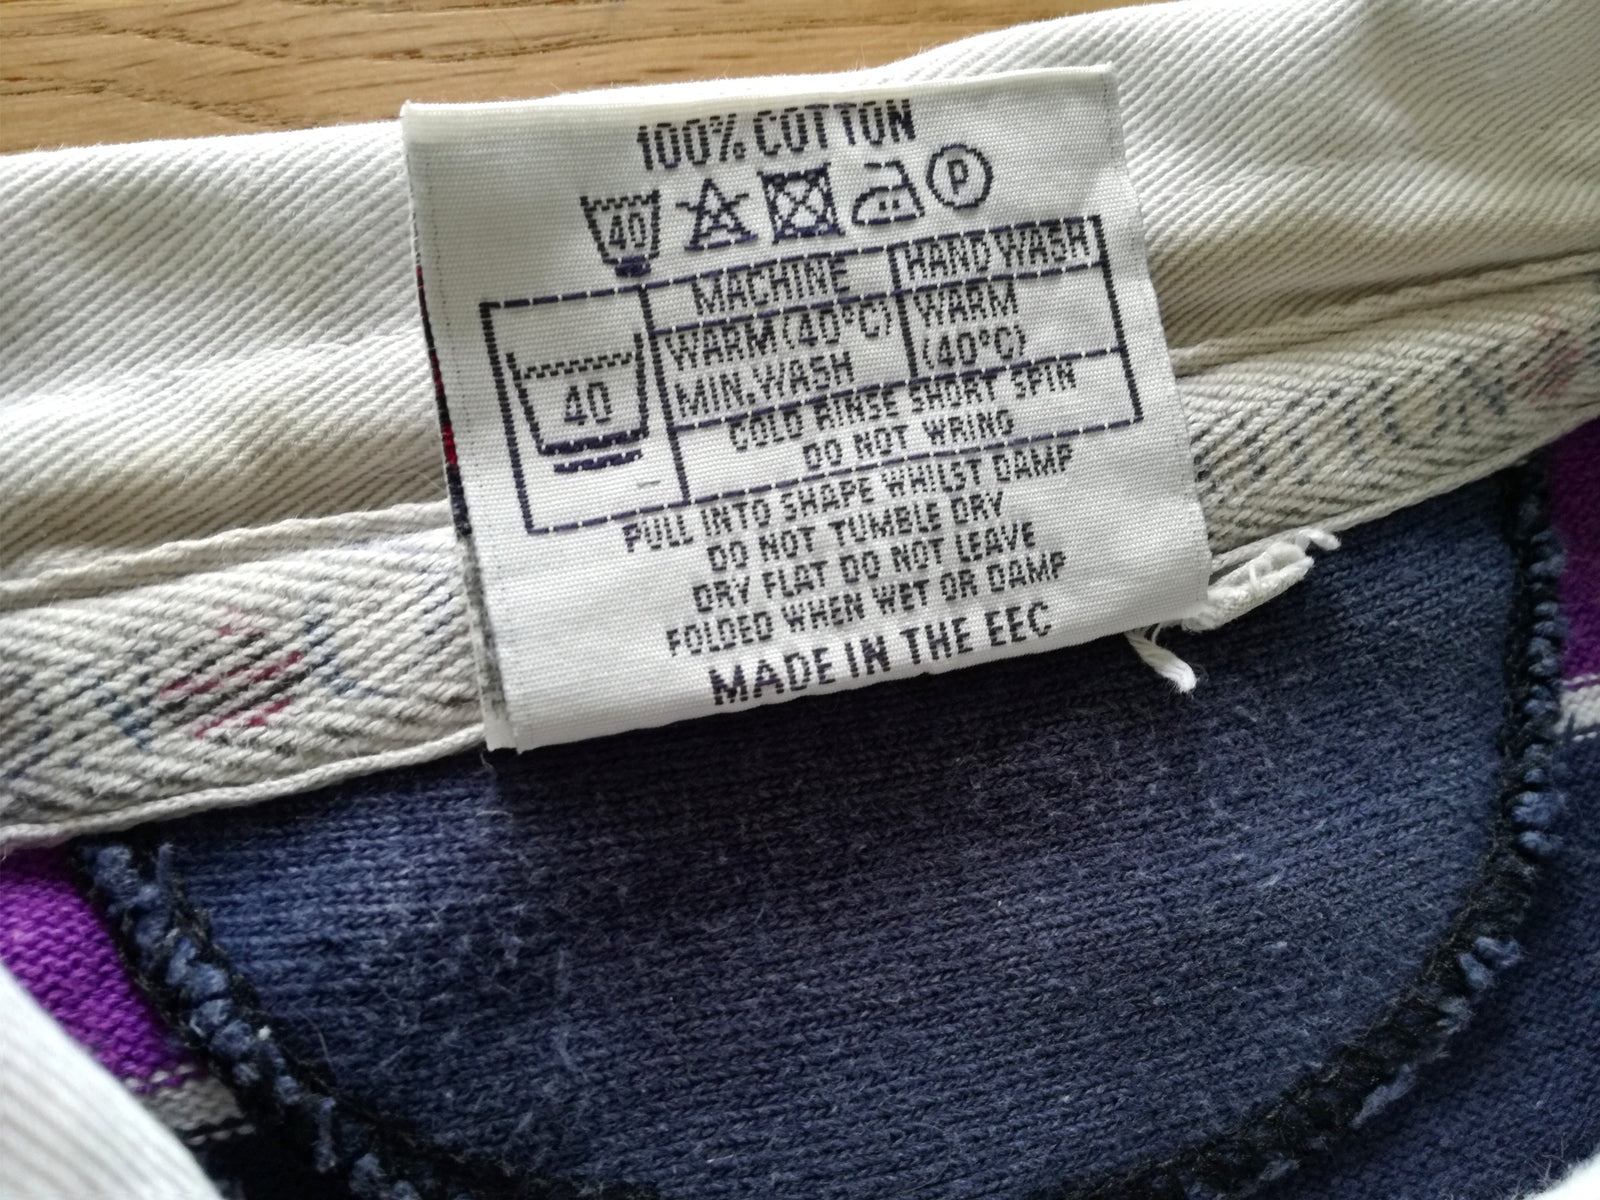 100% COTTON
40 P
MACHINE HAND WASH
WARM (40°C) WARM
MIN. WASH (40°C)
40
COLD RINSE SHORT SPIN
DO NOT WRING
PULL INTO SHAPE WHILST DAMP
DO NOT TUMBLE DRY
DRY FLAT DO NOT LEAVE
FOLDED WHEN WET OR DAMP
MADE IN THE EEC